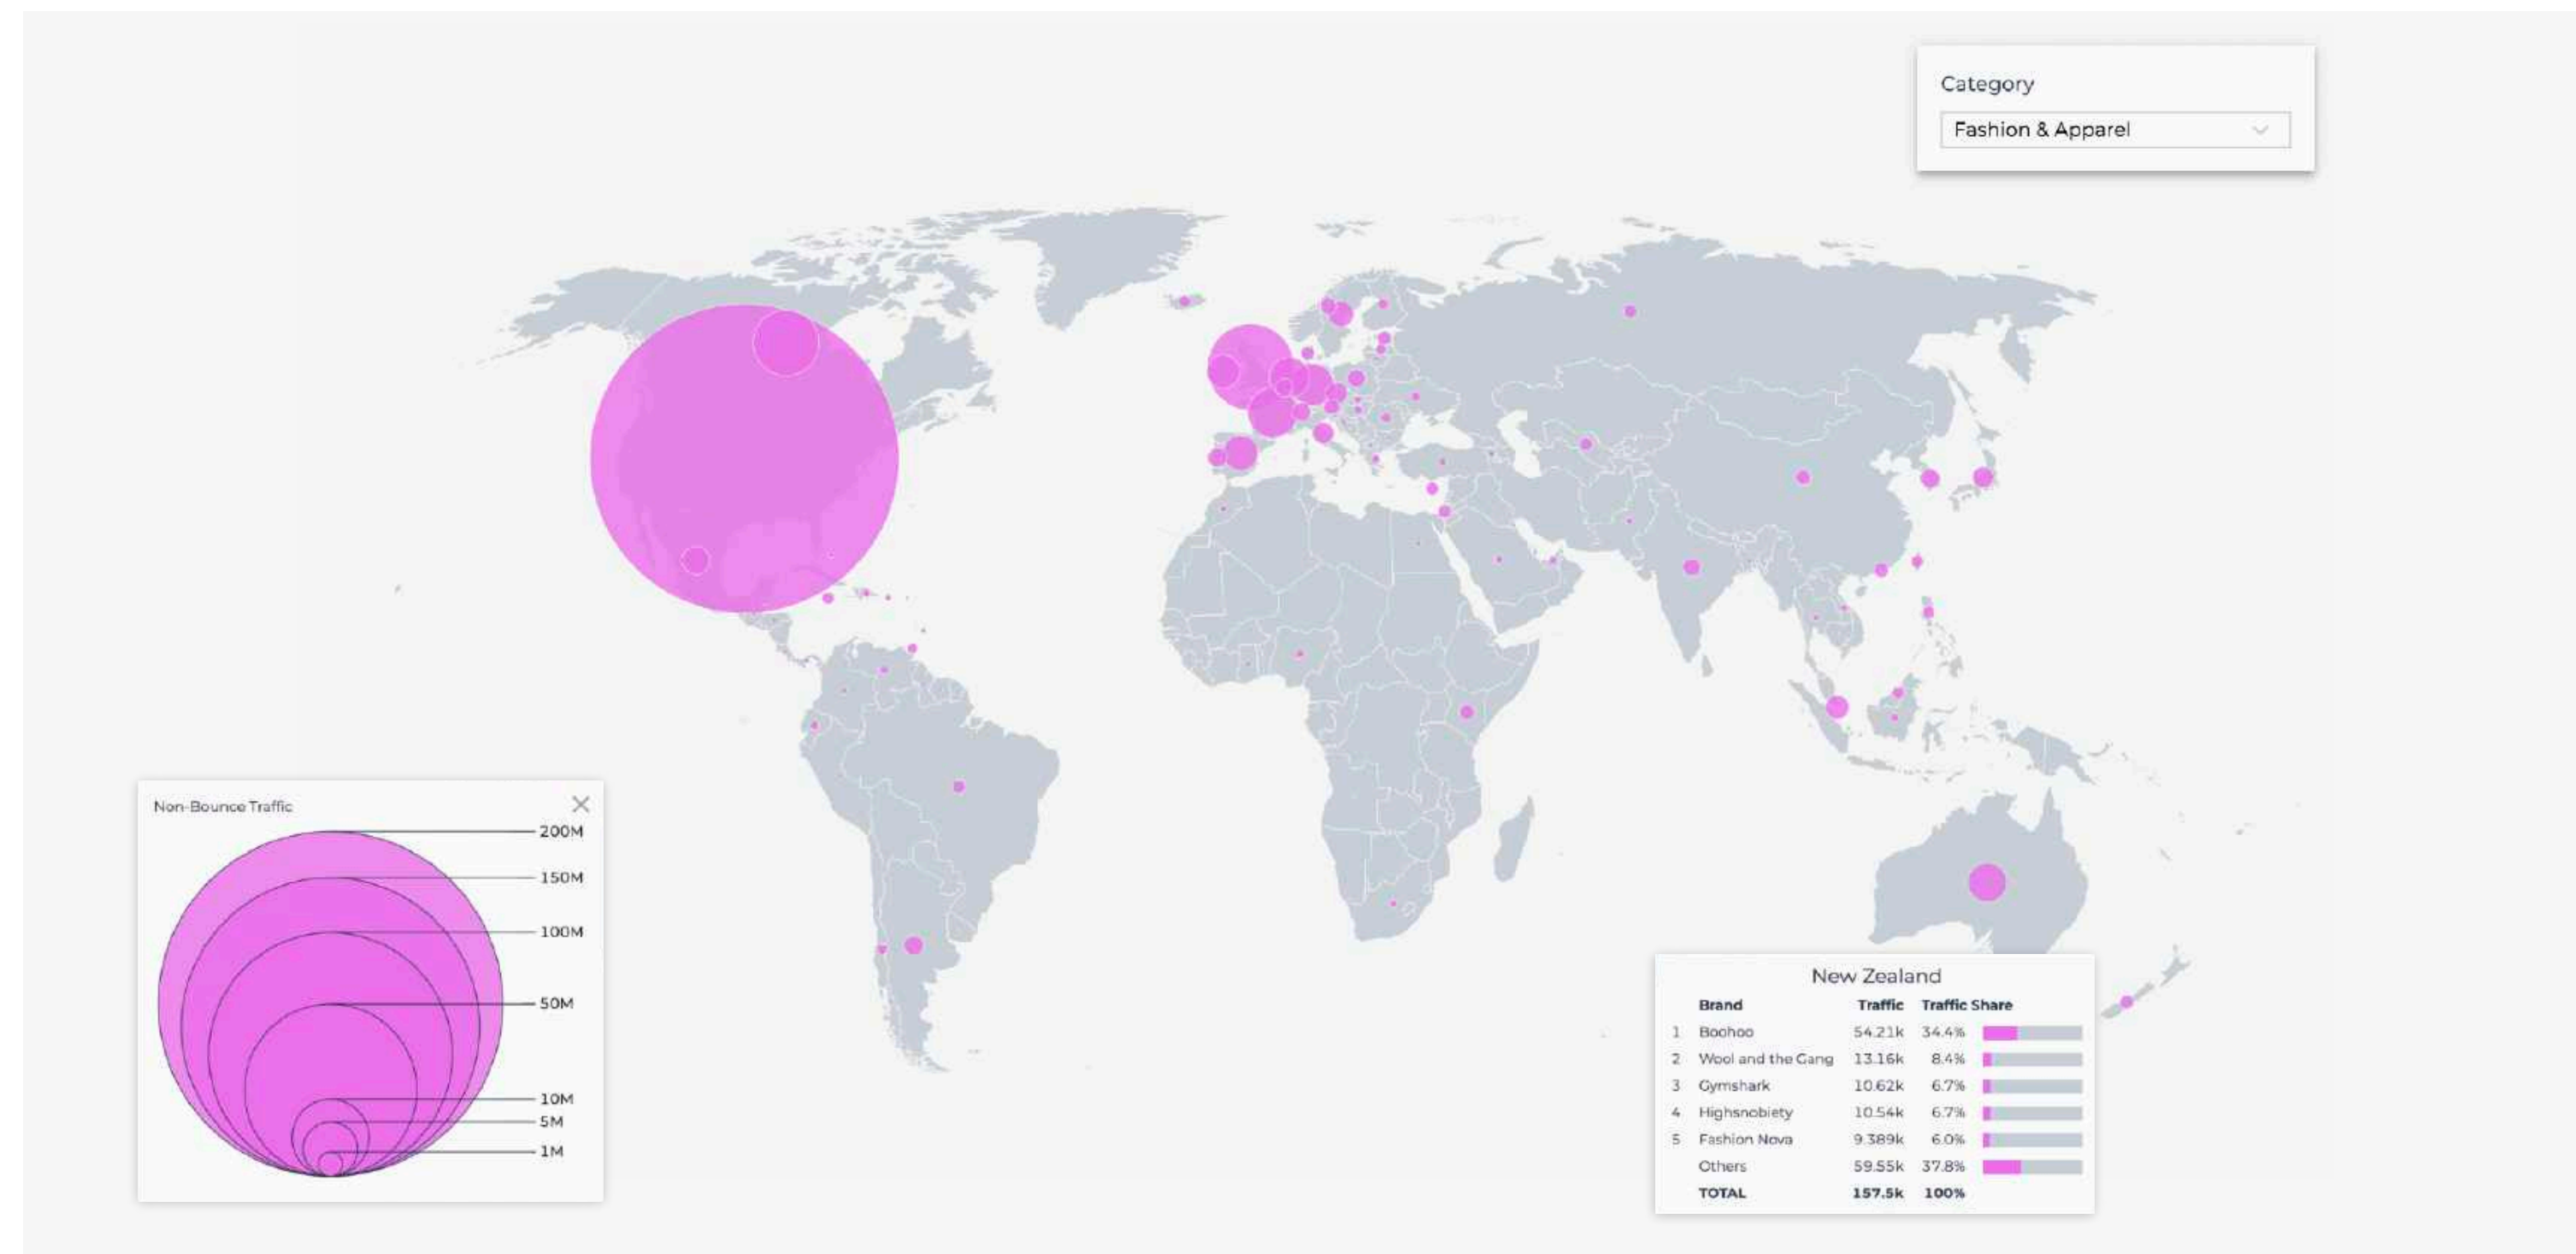 Category
Fashion & Apparel
Non-Bounce Traffic
200M
150M
100M
50M
10M
5M
1M
New Zealand
Brand Traffic Traffic Share
1 Boohoo 54.21k 34.4%
2 Wool and the Gang 13.16k 8.4%
3 Gymshark 10.62k 6.7%
4 Highsnobiety 10.54k 6.7%
5 Fashion Nova 9.389k 6.0%
Others 59.55k 37.8%
TOTAL 157.5k 100%